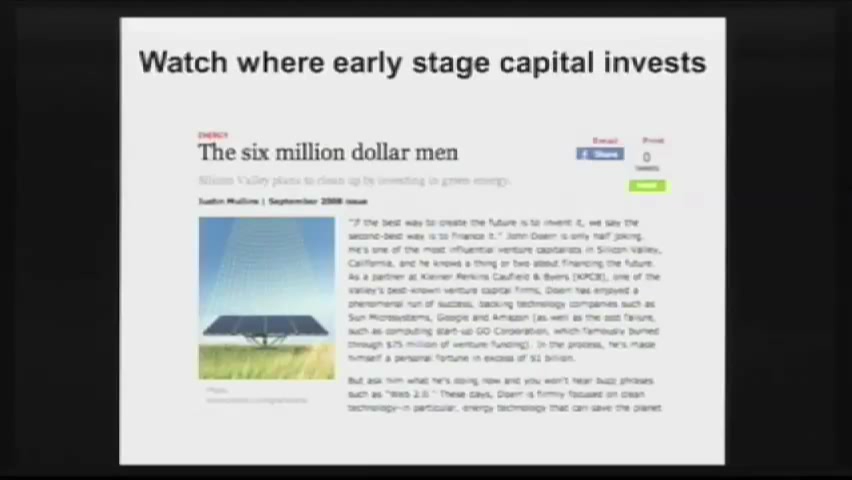 Watch where early stage capital invests
ENERGY
The six million dollar men
Email
Print
Share
0
Silicon Valley plans to clean up by investing in green energy.
Justin Mullins | September 2008 issue
"If the best way to create the future is to invent it, we say the
second-best way is to finance it." John Doerr is only half joking.
He's one of the most influential venture capitalists in Silicon Valley,
California, and he knows a thing or two about financing the future.
As a partner at Kleiner Perkins Caufield & Byers [KPCB], one of the
Valley's best-known venture capital firms, Doerr has enjoyed a
phenomenal run of success, backing technology companies such as
Sun Microsystems, Google and Amazon [as well as the odd failure,
such as computing start-up GO Corporation, which famously burned
through $75 million of venture funding]. In the process, he's made
himself a personal fortune in excess of $1 billion.
But ask him what he's doing now and you won't hear buzz phrases
such as "Web 2.0." These days, Doerr is firmly focused on clean
technology—in particular, energy technology that can save the planet